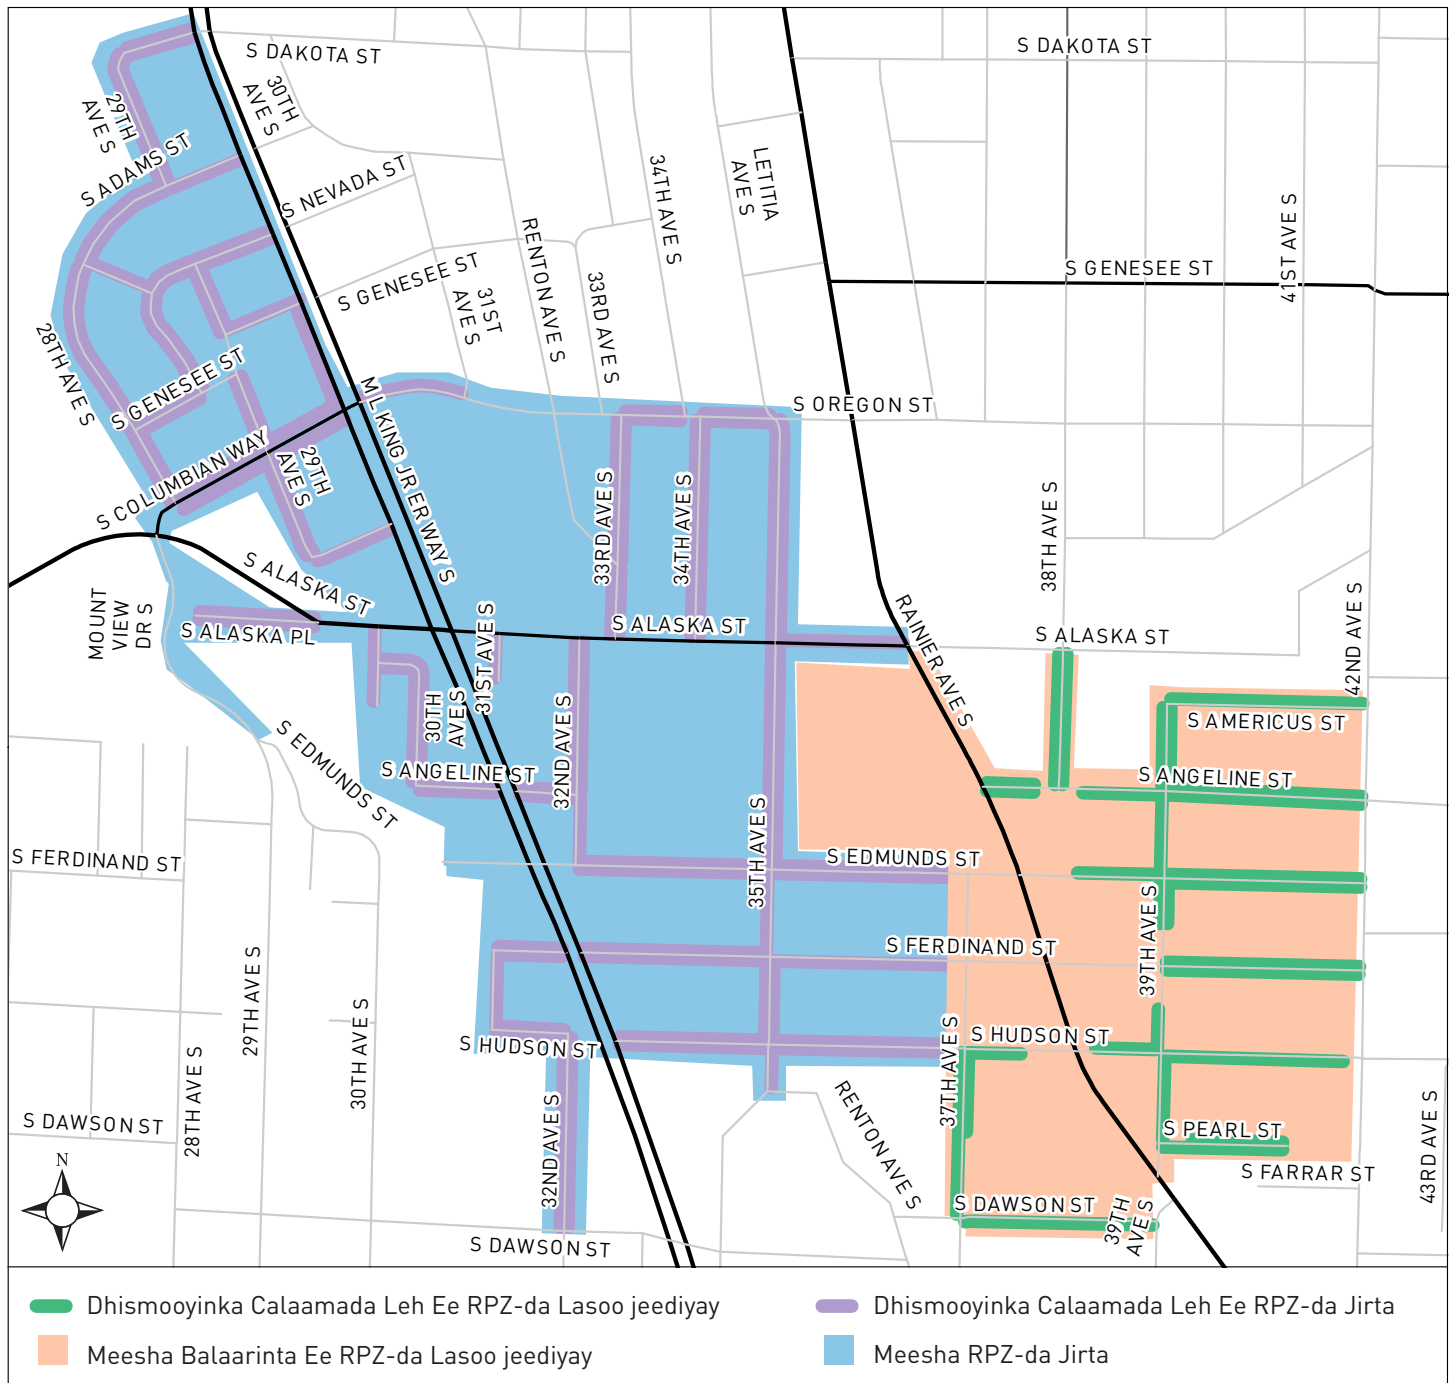 S DAKOTA ST
S DAKOTA ST
30TH
AVE S
29TH
AVE S
S ADAMS ST
S NEVADA ST
34TH AVE S
LETITIA
AVE S
41ST AVE S
RENTON AVE S
S GENESEE ST
S GENESEE ST
31ST
AVE S
33RD AVE S
28TH AVE S
S GENESEE ST
M L KING JR ER WAY S
S OREGON ST
S COLUMBIAN WAY
29TH
AVE S
33RD AVE S
34TH AVE S
38TH AVE S
S ALASKA ST
MOUNT
VIEW
DR S
S ALASKA PL
31ST AVE S
S ALASKA ST
RAINIER AVE S
S ALASKA ST
42ND AVE S
30TH
AVE S
32ND AVE S
S AMERICUS ST
S EDMUNDS ST
S ANGELINE ST
S ANGELINE ST
35TH AVE S
S FERDINAND ST
S EDMUNDS ST
39TH AVE S
29TH AVE S
S FERDINAND ST
30TH AVE S
28TH AVE S
S HUDSON ST
37TH AVE S
S HUDSON ST
S DAWSON ST
32ND AVE S
RENTON AVE S
S PEARL ST
S FARRAR ST
43RD AVE S
N
S DAWSON ST
S DAWSON ST
39TH
AVE S
Dhismooyinka Calaamada Leh Ee RPZ-da Lasoo jeediyay
Dhismooyinka Calaamada Leh Ee RPZ-da Jirta
Meesha Balaarinta Ee RPZ-da Lasoo jeediyay
Meesha RPZ-da Jirta